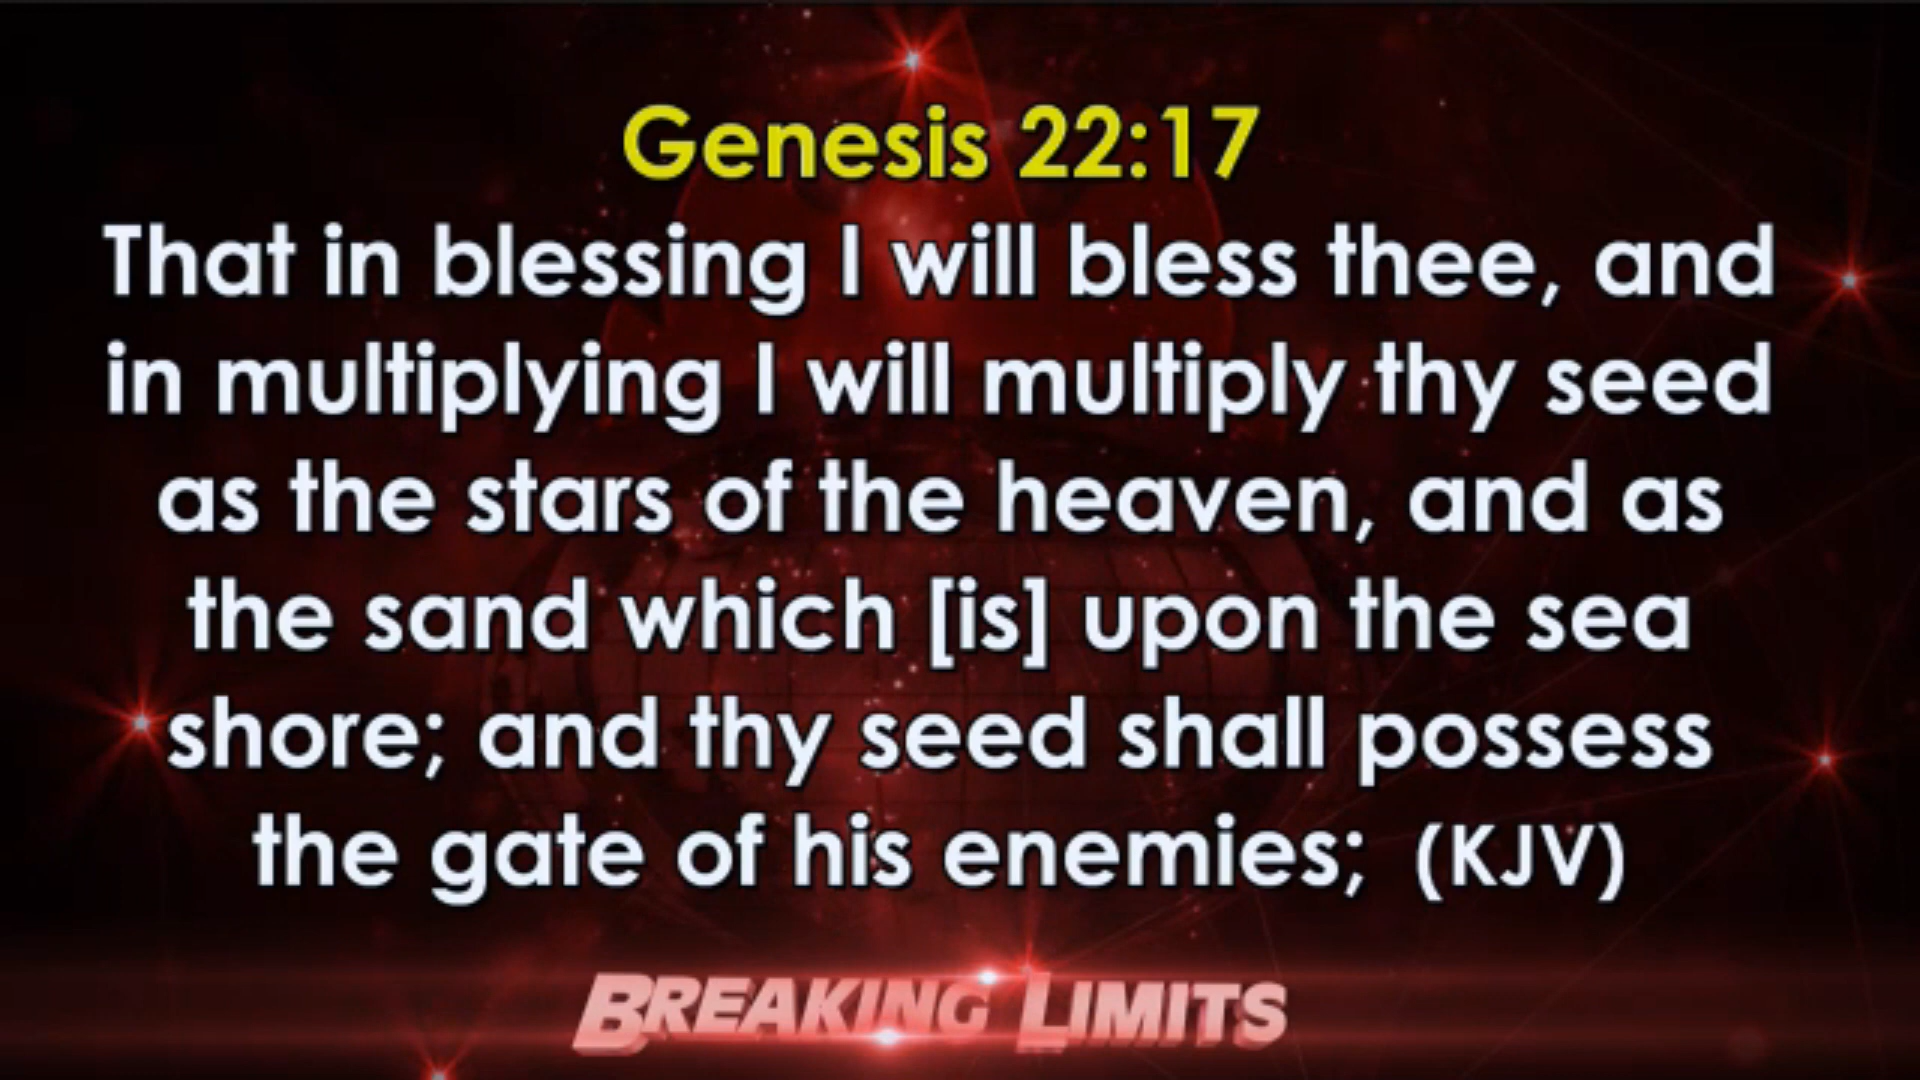 Genesis 22:17
That in blessing I will bless thee, and
in multiplying I will multiply thy seed
as the stars of the heaven, and as
the sand which [is] upon the sea
shore; and thy seed shall possess
the gate of his enemies; (KJV)
BREAKING LIMITS